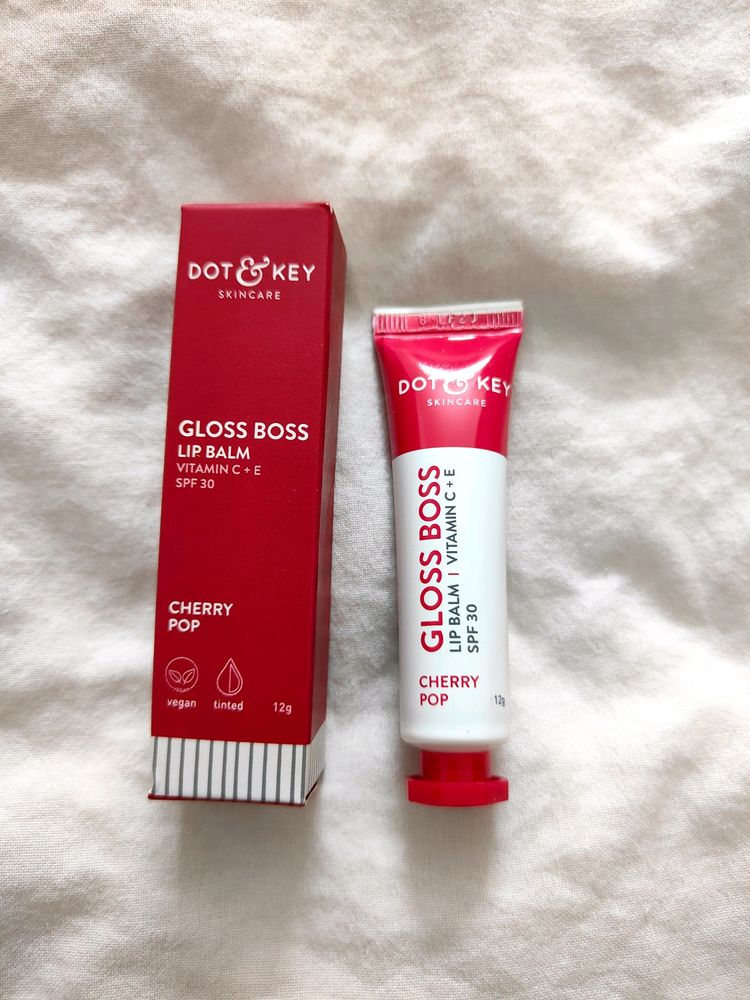 DOT & KEY
SKINCARE
GLOSS BOSS
LIP BALM
VITAMIN C + E
SPF 30
CHERRY
POP
VEGAN
vegan
tinted
12g
DOT & KEY
SKINCARE
GLOSS BOSS
LIP BALM | VITAMIN C + E
SPF 30
CHERRY
POP
12g